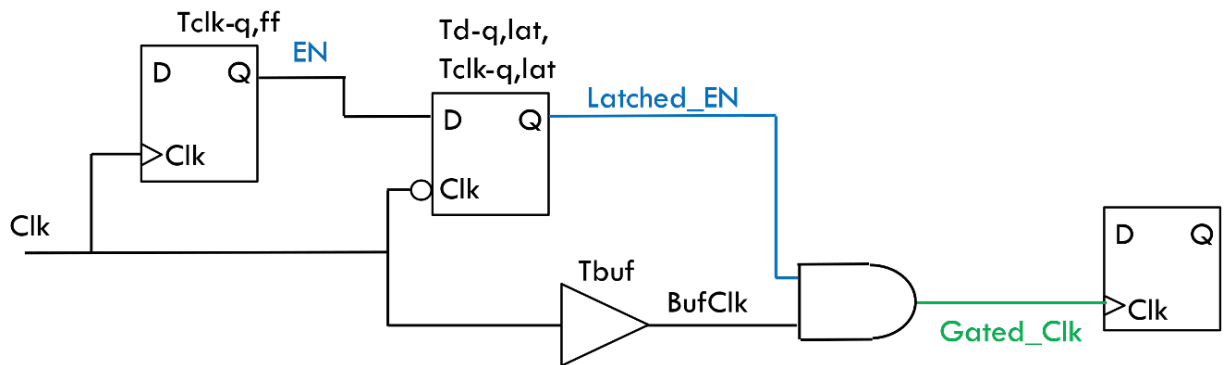 Tclk-q,ff
EN
D Q
Clk
Td-q,lat,
Tclk-q,lat
D Q
Clk
Latched_EN
Clk
Tbuf
BufClk
Gated_Clk
D Q
Clk